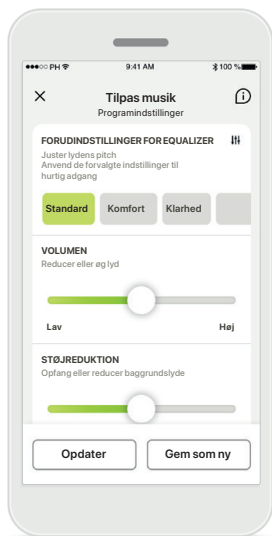 PH 9:41 AM 100 %
Tilpas musik
Programindstillinger
FORUDINDSTILLINGER FOR EQUALIZER
Juster lydens pitch
Anvend de forvalgte indstillinger til
hurtig adgang
Standard Komfort Klarhed
VOLUMEN
Reducer eller øg lyd
Lav Høj
STØJREDUKTION
Opfang eller reducer baggrundslyde
Opdater Gem som ny